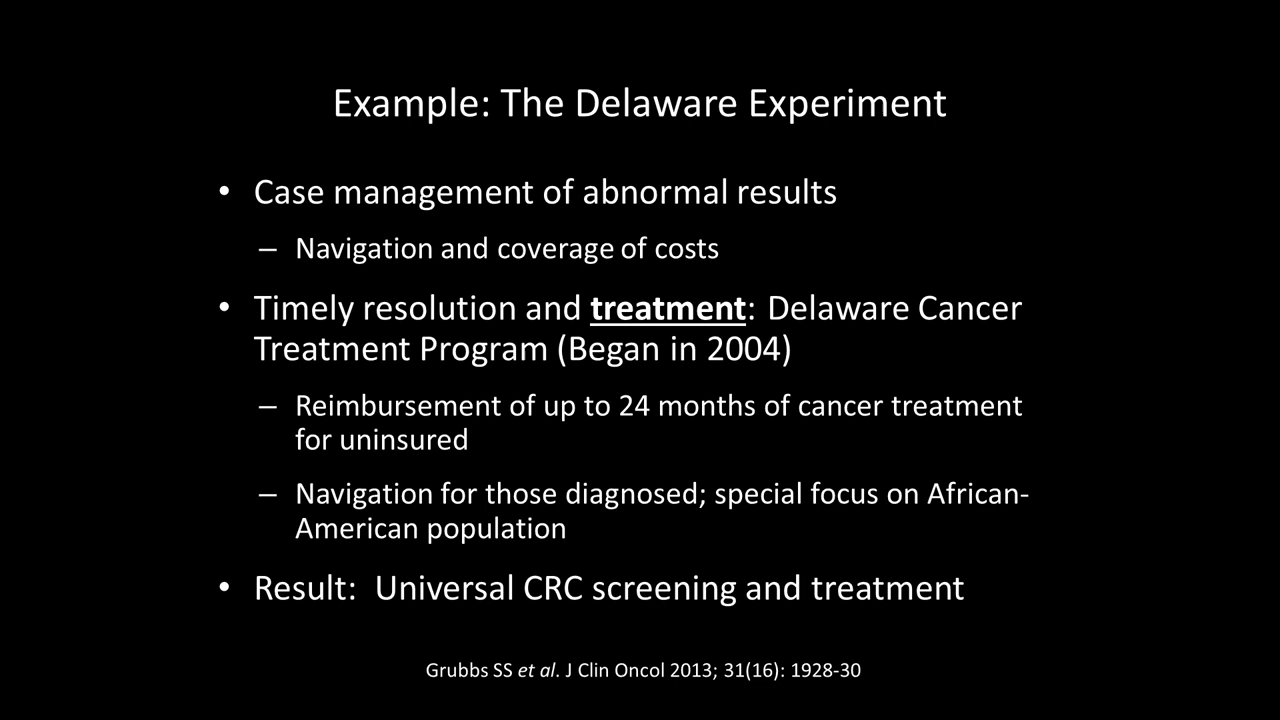 Example: The Delaware Experiment
• Case management of abnormal results
– Navigation and coverage of costs
• Timely resolution and treatment: Delaware Cancer
Treatment Program (Began in 2004)
– Reimbursement of up to 24 months of cancer treatment
for uninsured
– Navigation for those diagnosed; special focus on African-
American population
• Result: Universal CRC screening and treatment
Grubbs SS et al. J Clin Oncol 2013; 31(16): 1928-30